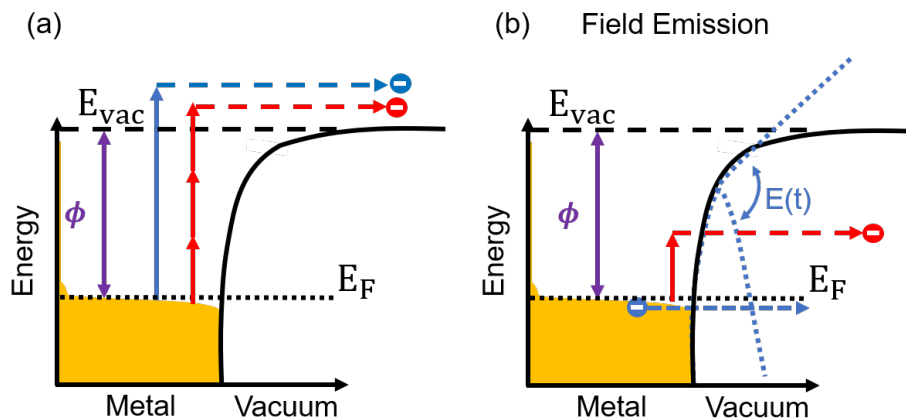 (a)
E_vac
ϕ
E_F
Energy
Metal
Vacuum
(b)
Field Emission
E_vac
ϕ
E(t)
E_F
Energy
Metal
Vacuum